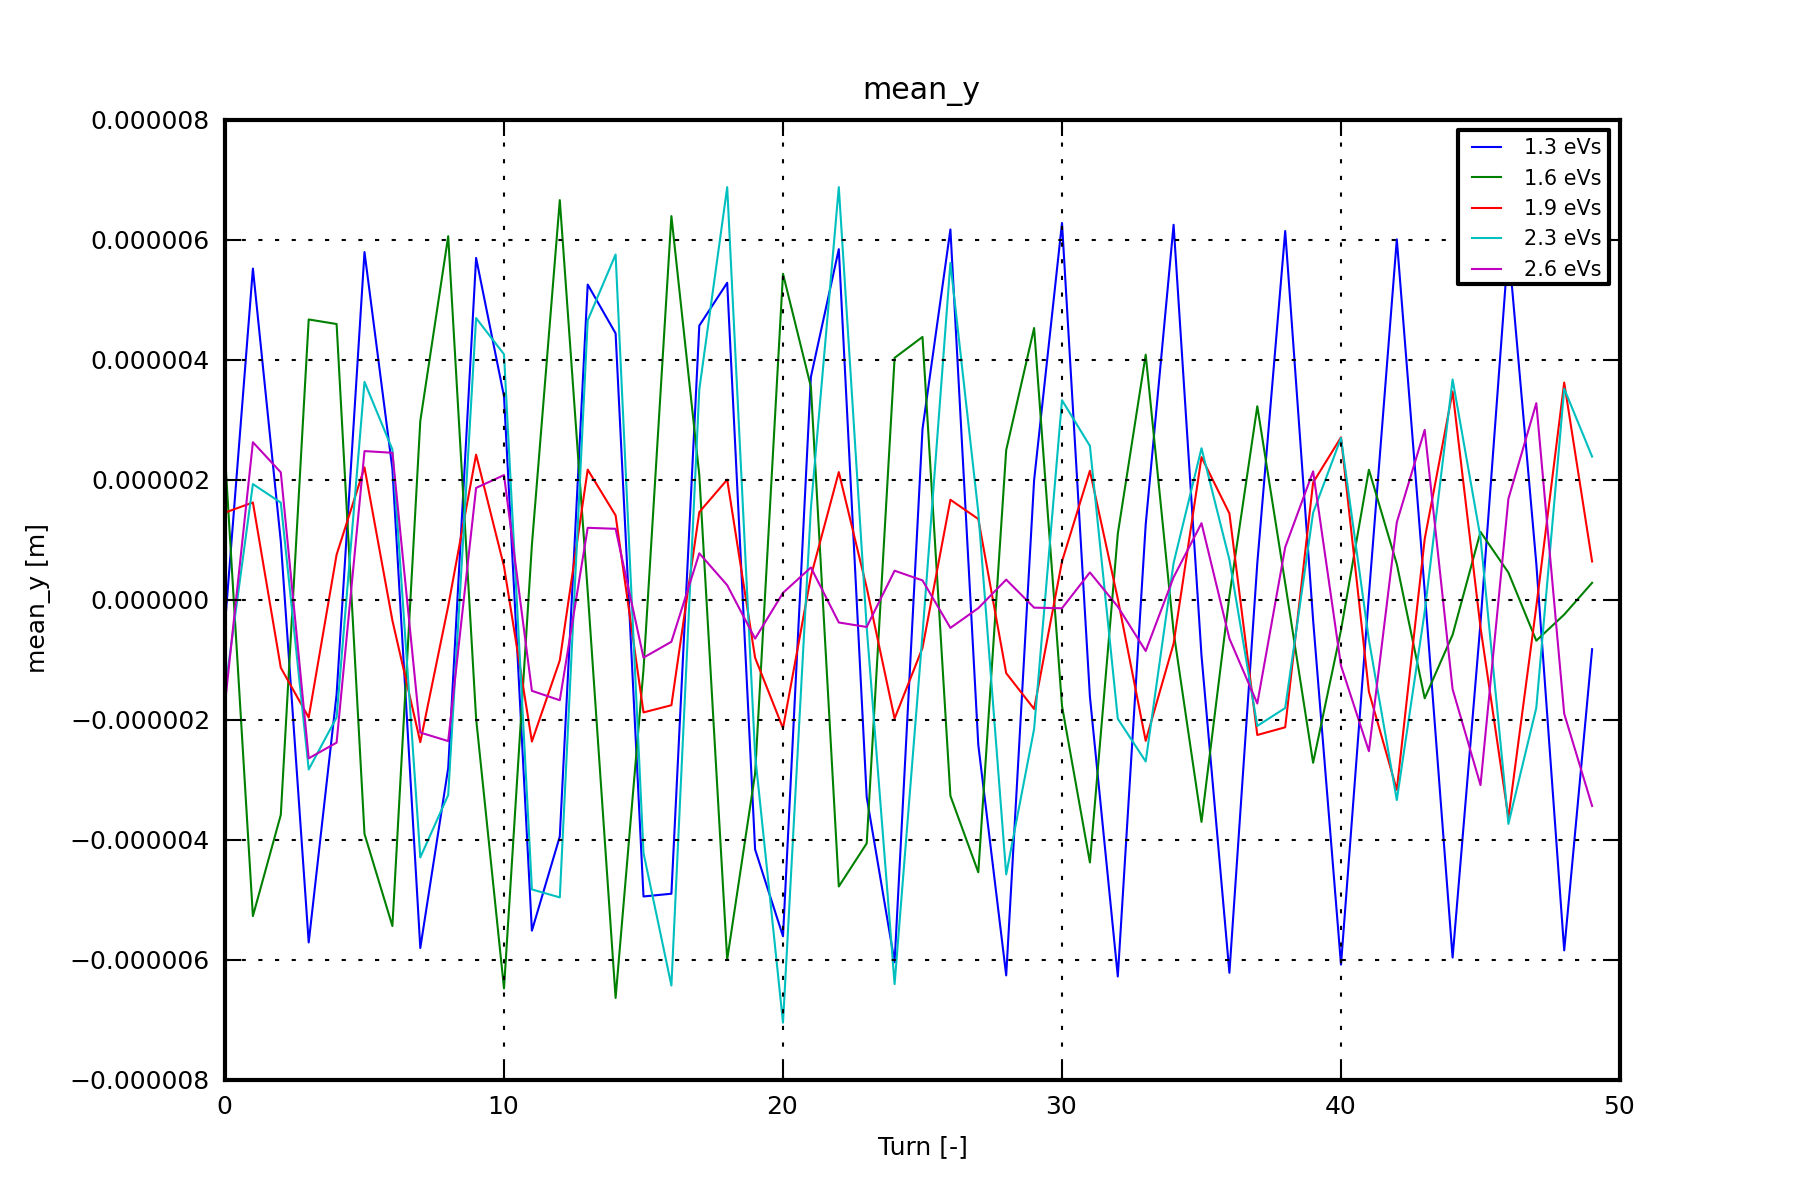 mean_y
0.000008
0.000006
0.000004
0.000002
0.000000
−0.000002
−0.000004
−0.000006
−0.000008
mean_y [m]
1.3 eVs
1.6 eVs
1.9 eVs
2.3 eVs
2.6 eVs
0 10 20 30 40 50
Turn [-]